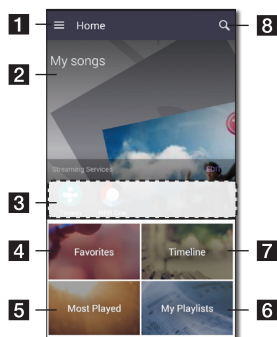 1
Home
8
2
My songs
Streaming Services
EDIT
3
4
Favorites
Timeline
7
5
Most Played
My Playlists
6